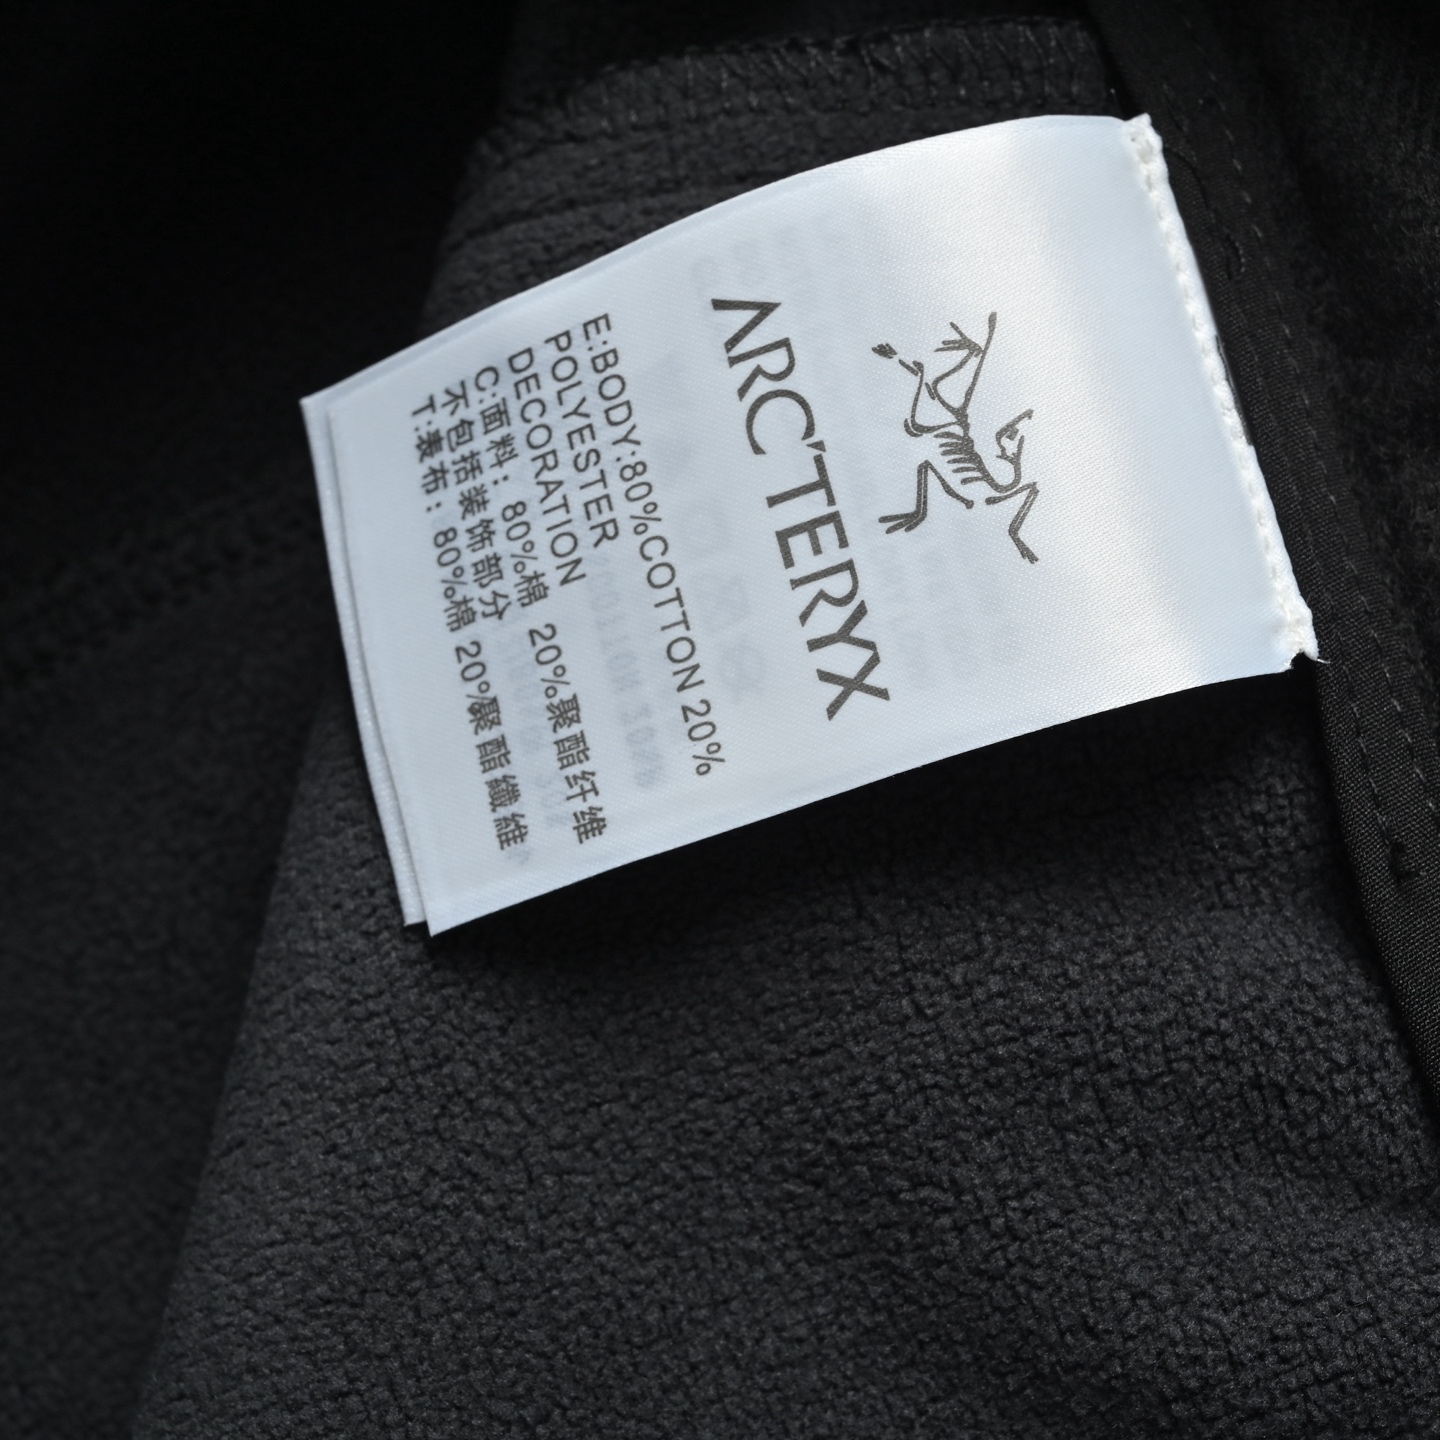 ARC'TERYX
E:BODY:80%COTTON 20%
POLYESTER
DECORATION
C:面料：80%棉 20%聚酯纤维
不包括装饰部分
T:表布：80%棉 20%聚酯纖維